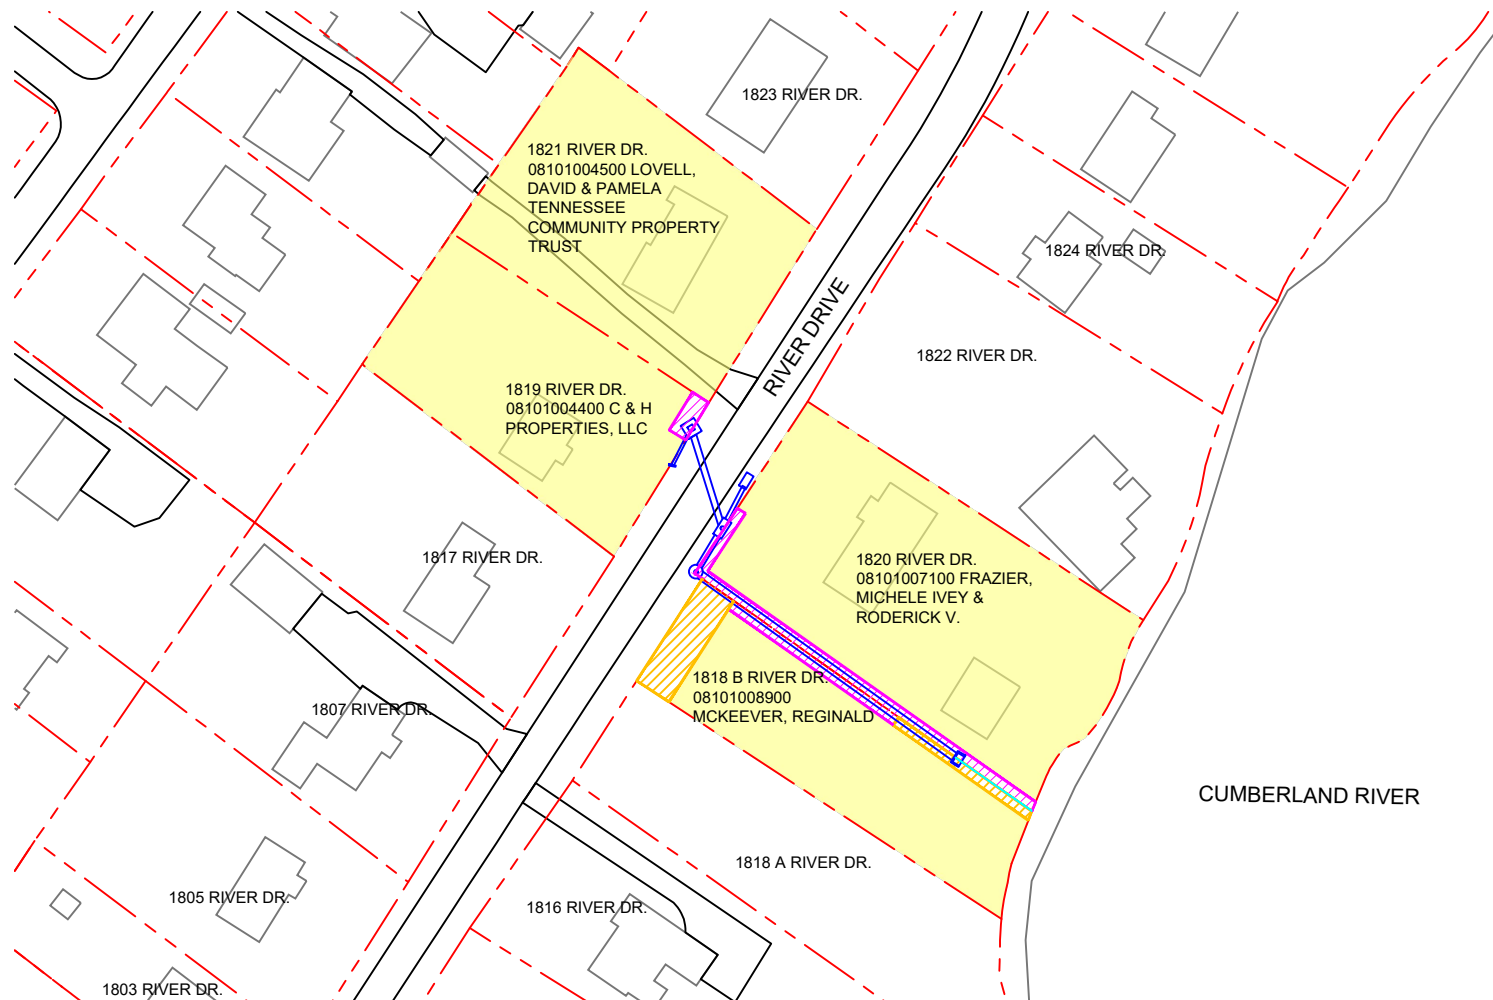 1823 RIVER DR.
1821 RIVER DR.
08101004500 LOVELL,
DAVID & PAMELA
TENNESSEE
COMMUNITY PROPERTY
TRUST
1824 RIVER DR.
RIVER DRIVE
1822 RIVER DR.
1819 RIVER DR.
08101004400 C & H
PROPERTIES, LLC
1817 RIVER DR.
1820 RIVER DR.
08101007100 FRAZIER,
MICHELE IVEY &
RODERICK V.
1818 B RIVER DR.
08101008900
MCKEEVER, REGINALD
1807 RIVER DR.
CUMBERLAND RIVER
1818 A RIVER DR.
1805 RIVER DR.
1816 RIVER DR.
1803 RIVER DR.